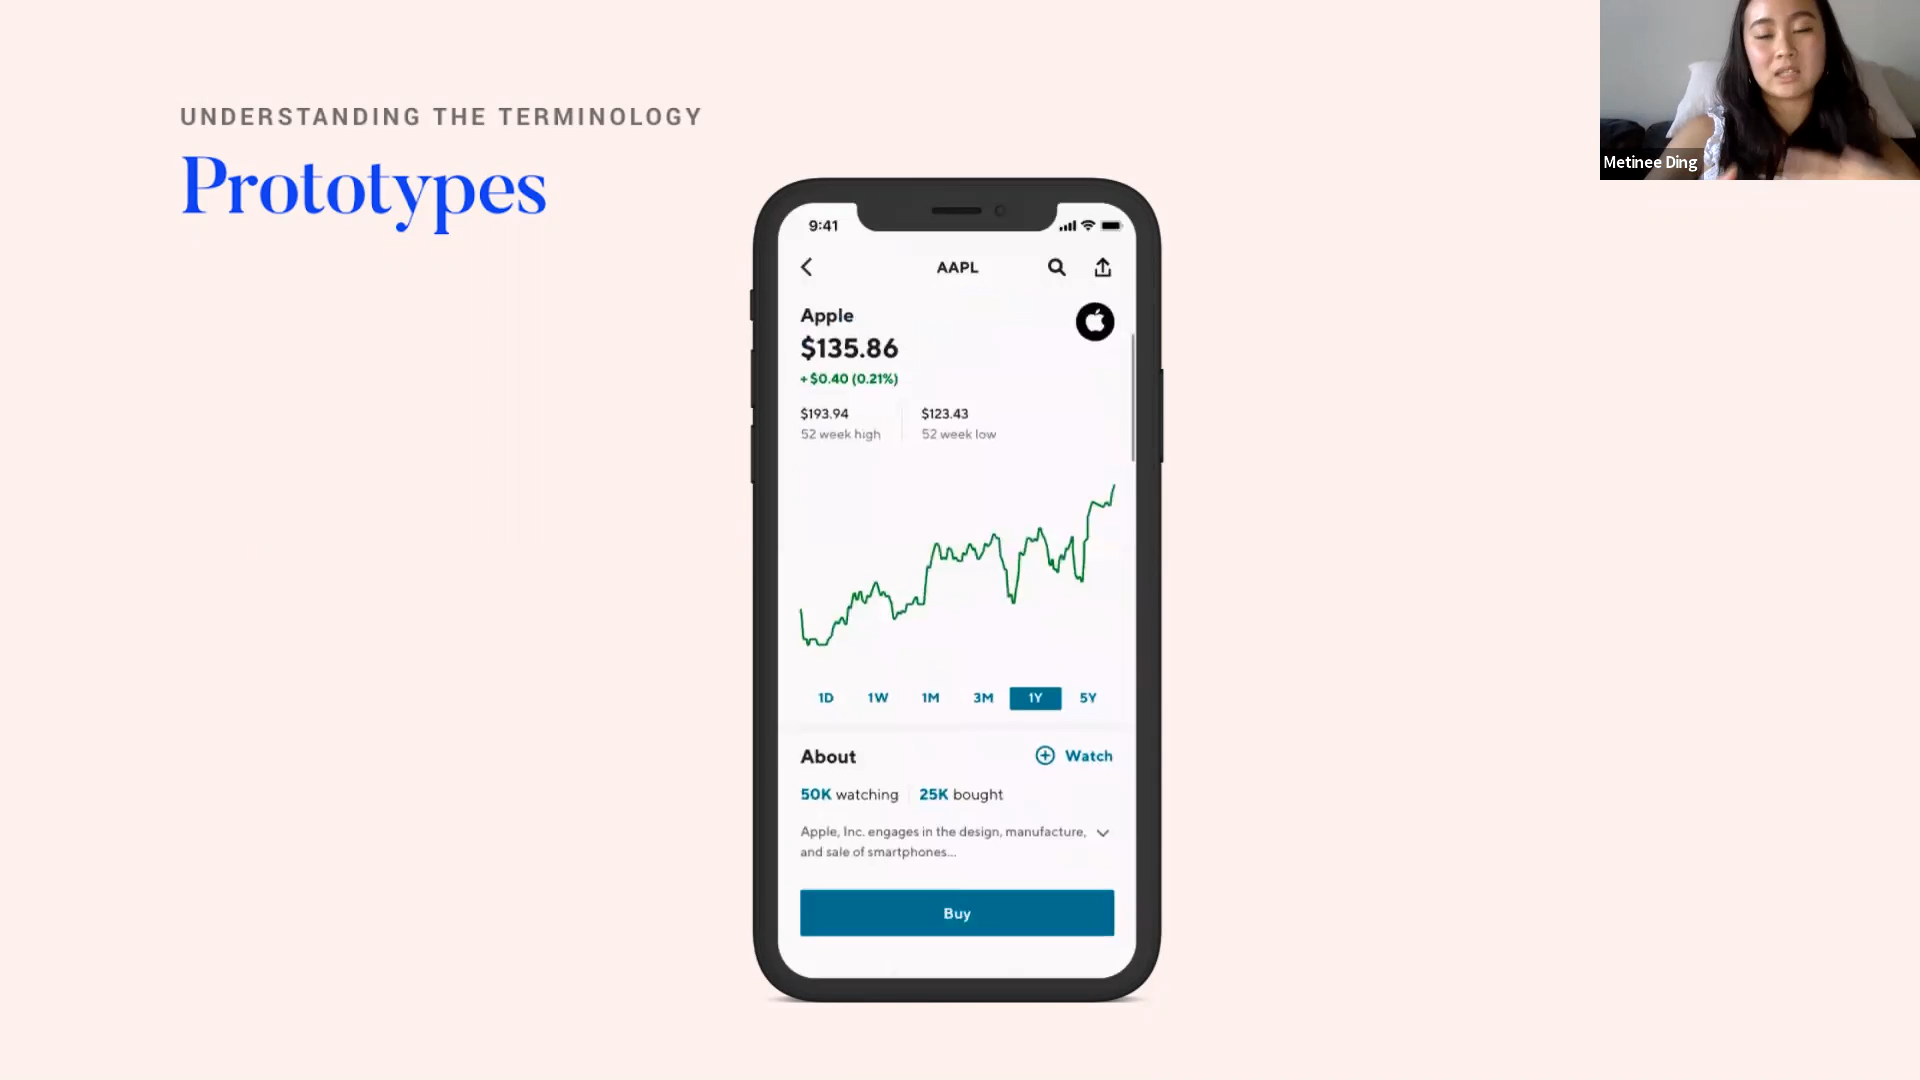 UNDERSTANDING THE TERMINOLOGY
Prototypes
Metinee Ding
9:41
AAPL
Apple
$135.86
+ $0.40 (0.21%)
$193.94
52 week high
$123.43
52 week low
1D 1W 1M 3M 1Y 5Y
About
Watch
50K watching
25K bought
Apple, Inc. engages in the design, manufacture,
and sale of smartphones...
Buy